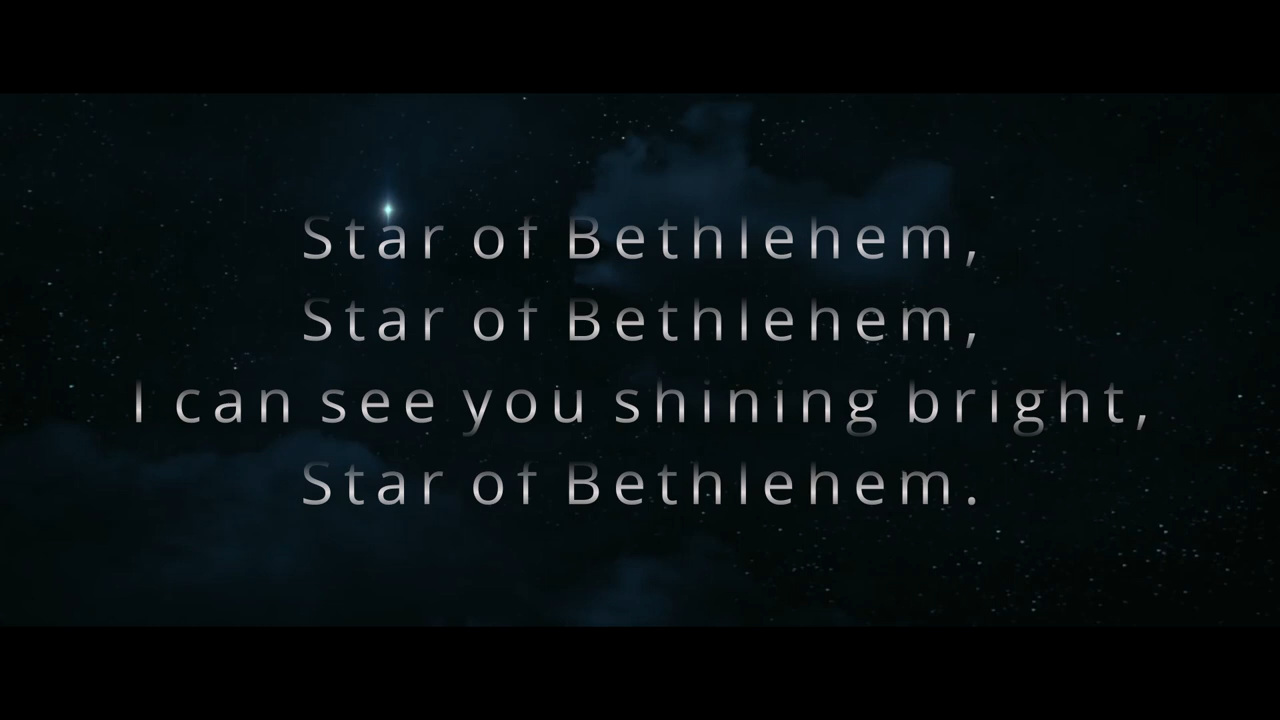 Star of Bethlehem,
Star of Bethlehem,
I can see you shining bright,
Star of Bethlehem.